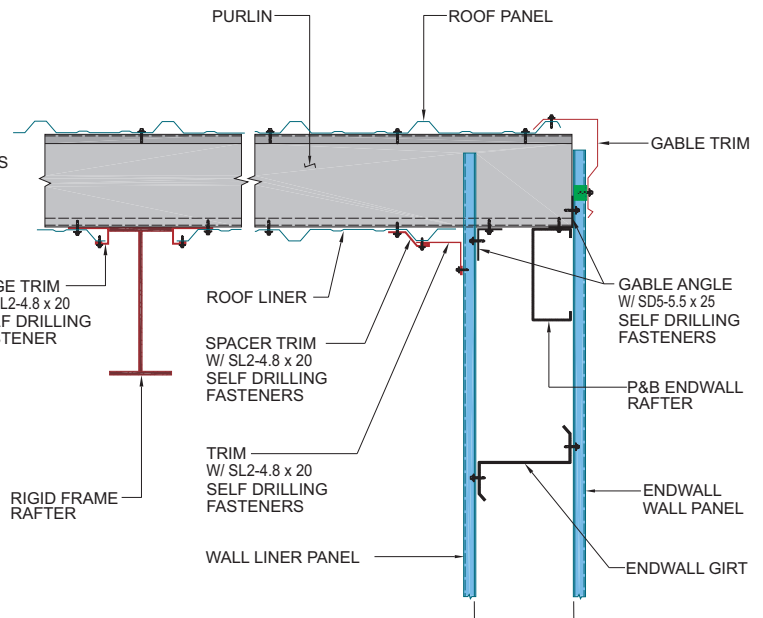 PURLIN
ROOF PANEL
GABLE TRIM
S
GE TRIM
L2-4.8 x 20
F DRILLING
STENER
ROOF LINER
GABLE ANGLE
W/ SD5-5.5 x 25
SELF DRILLING
FASTENERS
SPACER TRIM
W/ SL2-4.8 x 20
SELF DRILLING
FASTENERS
P&B ENDWALL
RAFTER
TRIM
W/ SL2-4.8 x 20
SELF DRILLING
FASTENERS
RIGID FRAME
RAFTER
ENDWALL
WALL PANEL
WALL LINER PANEL
ENDWALL GIRT